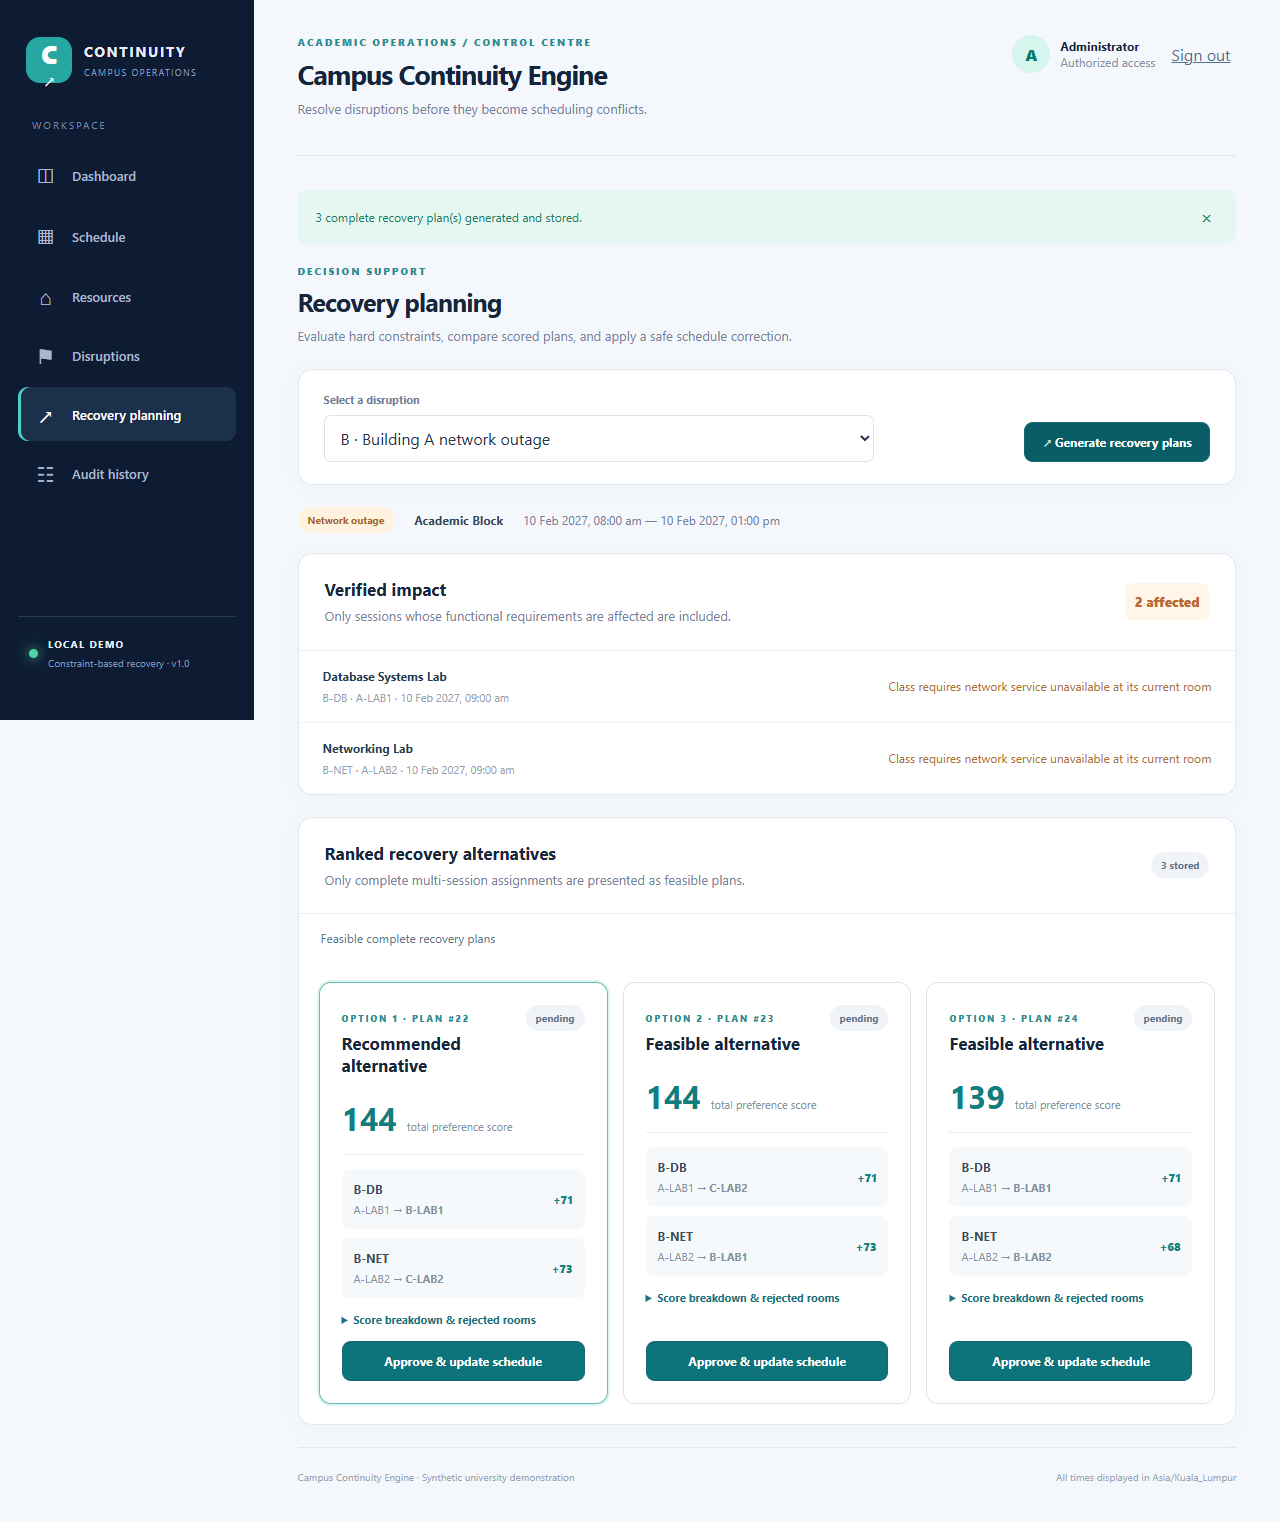 CONTINUITY
CAMPUS OPERATIONS
WORKSPACE
Dashboard
Schedule
Resources
Disruptions
Recovery planning
Audit history
LOCAL DEMO
Constraint-based recovery · v1.0
ACADEMIC OPERATIONS / CONTROL CENTRE
Campus Continuity Engine
Resolve disruptions before they become scheduling conflicts.
A
Administrator
Authorized access
Sign out
3 complete recovery plan(s) generated and stored.
×
DECISION SUPPORT
Recovery planning
Evaluate hard constraints, compare scored plans, and apply a safe schedule correction.
Select a disruption
B · Building A network outage
↗ Generate recovery plans
Network outage
Academic Block
10 Feb 2027, 08:00 am — 10 Feb 2027, 01:00 pm
Verified impact
Only sessions whose functional requirements are affected are included.
2 affected
Database Systems Lab
B-DB · A-LAB1 · 10 Feb 2027, 09:00 am
Class requires network service unavailable at its current room
Networking Lab
B-NET · A-LAB2 · 10 Feb 2027, 09:00 am
Class requires network service unavailable at its current room
Ranked recovery alternatives
Only complete multi-session assignments are presented as feasible plans.
3 stored
Feasible complete recovery plans
OPTION 1 · PLAN #22
pending
Recommended
alternative
144 total preference score
B-DB
A-LAB1 → B-LAB1
+71
B-NET
A-LAB2 → C-LAB2
+73
▶ Score breakdown & rejected rooms
Approve & update schedule
OPTION 2 · PLAN #23
pending
Feasible alternative
144 total preference score
B-DB
A-LAB1 → C-LAB2
+71
B-NET
A-LAB2 → B-LAB1
+73
▶ Score breakdown & rejected rooms
Approve & update schedule
OPTION 3 · PLAN #24
pending
Feasible alternative
139 total preference score
B-DB
A-LAB1 → B-LAB1
+71
B-NET
A-LAB2 → B-LAB2
+68
▶ Score breakdown & rejected rooms
Approve & update schedule
Campus Continuity Engine · Synthetic university demonstration
All times displayed in Asia/Kuala_Lumpur